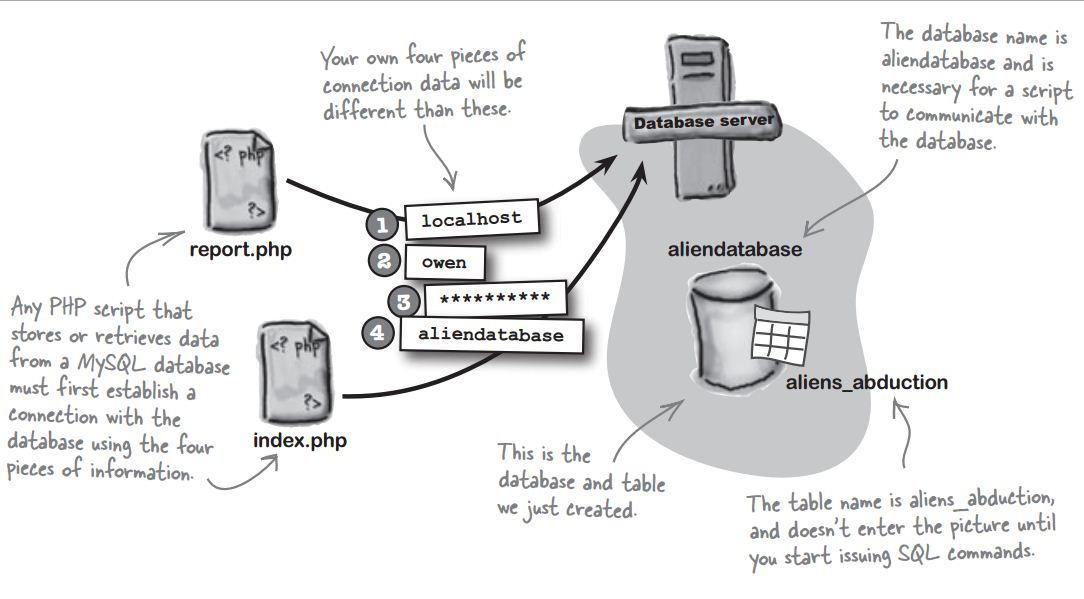 Your own four pieces of
connection data will be
different than these.
The database name is
aliendatabase and is
necessary for a script
to communicate with
the database.
Database server
<? php
?>
report.php
1 localhost
2 owen
3 **********
4 aliendatabase
aliendatabase
aliens_abduction
Any PHP script that
stores or retrieves data
from a MySQL database
must first establish a
connection with the
database using the four
pieces of information.
<? php
?>
index.php
This is the
database and table
we just created.
The table name is aliens_abduction,
and doesn't enter the picture until
you start issuing SQL commands.